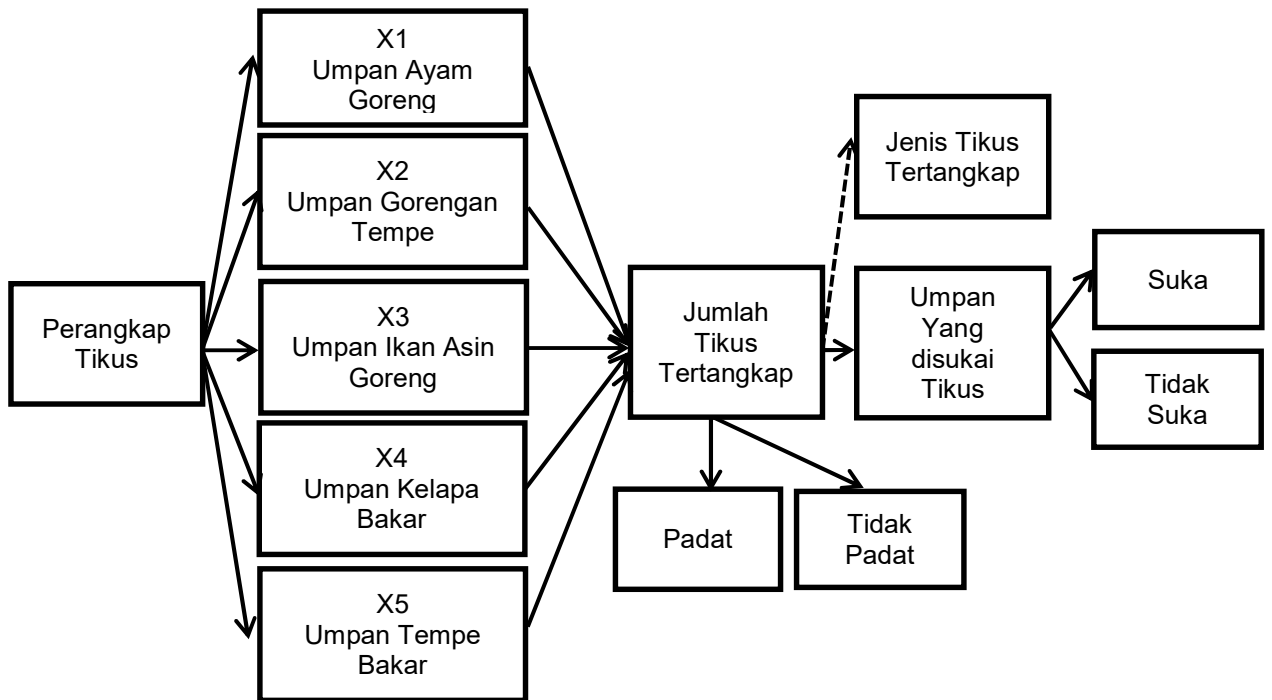 Perangkap
Tikus
X1
Umpan Ayam
Goreng
X2
Umpan Gorengan
Tempe
X3
Umpan Ikan Asin
Goreng
X4
Umpan Kelapa
Bakar
X5
Umpan Tempe
Bakar
Jumlah
Tikus
Tertangkap
Padat
Tidak
Padat
Jenis Tikus
Tertangkap
Umpan
Yang
disukai
Tikus
Suka
Tidak
Suka